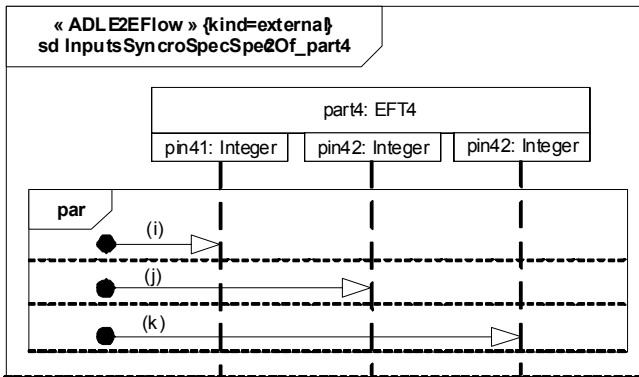 « ADLE2EFlow » {kind=external}
sd InputsSyncroSpecSpec2Of_part4
part4: EFT4
pin41: Integer
pin42: Integer
pin42: Integer
par
(i)
(j)
(k)